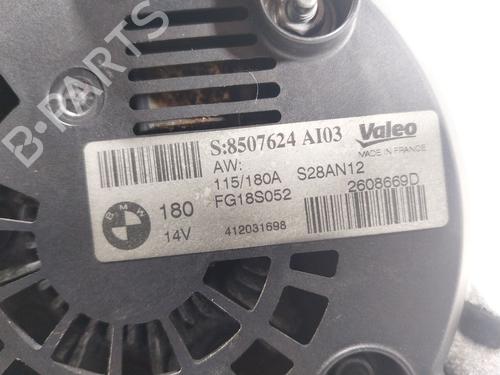 S:8507624 AI03 Valeo
AW: MADE IN FRANCE
115/180A S28AN12
180 FG18S052 2608669D
14V 412031698
BMW
B-PARTS